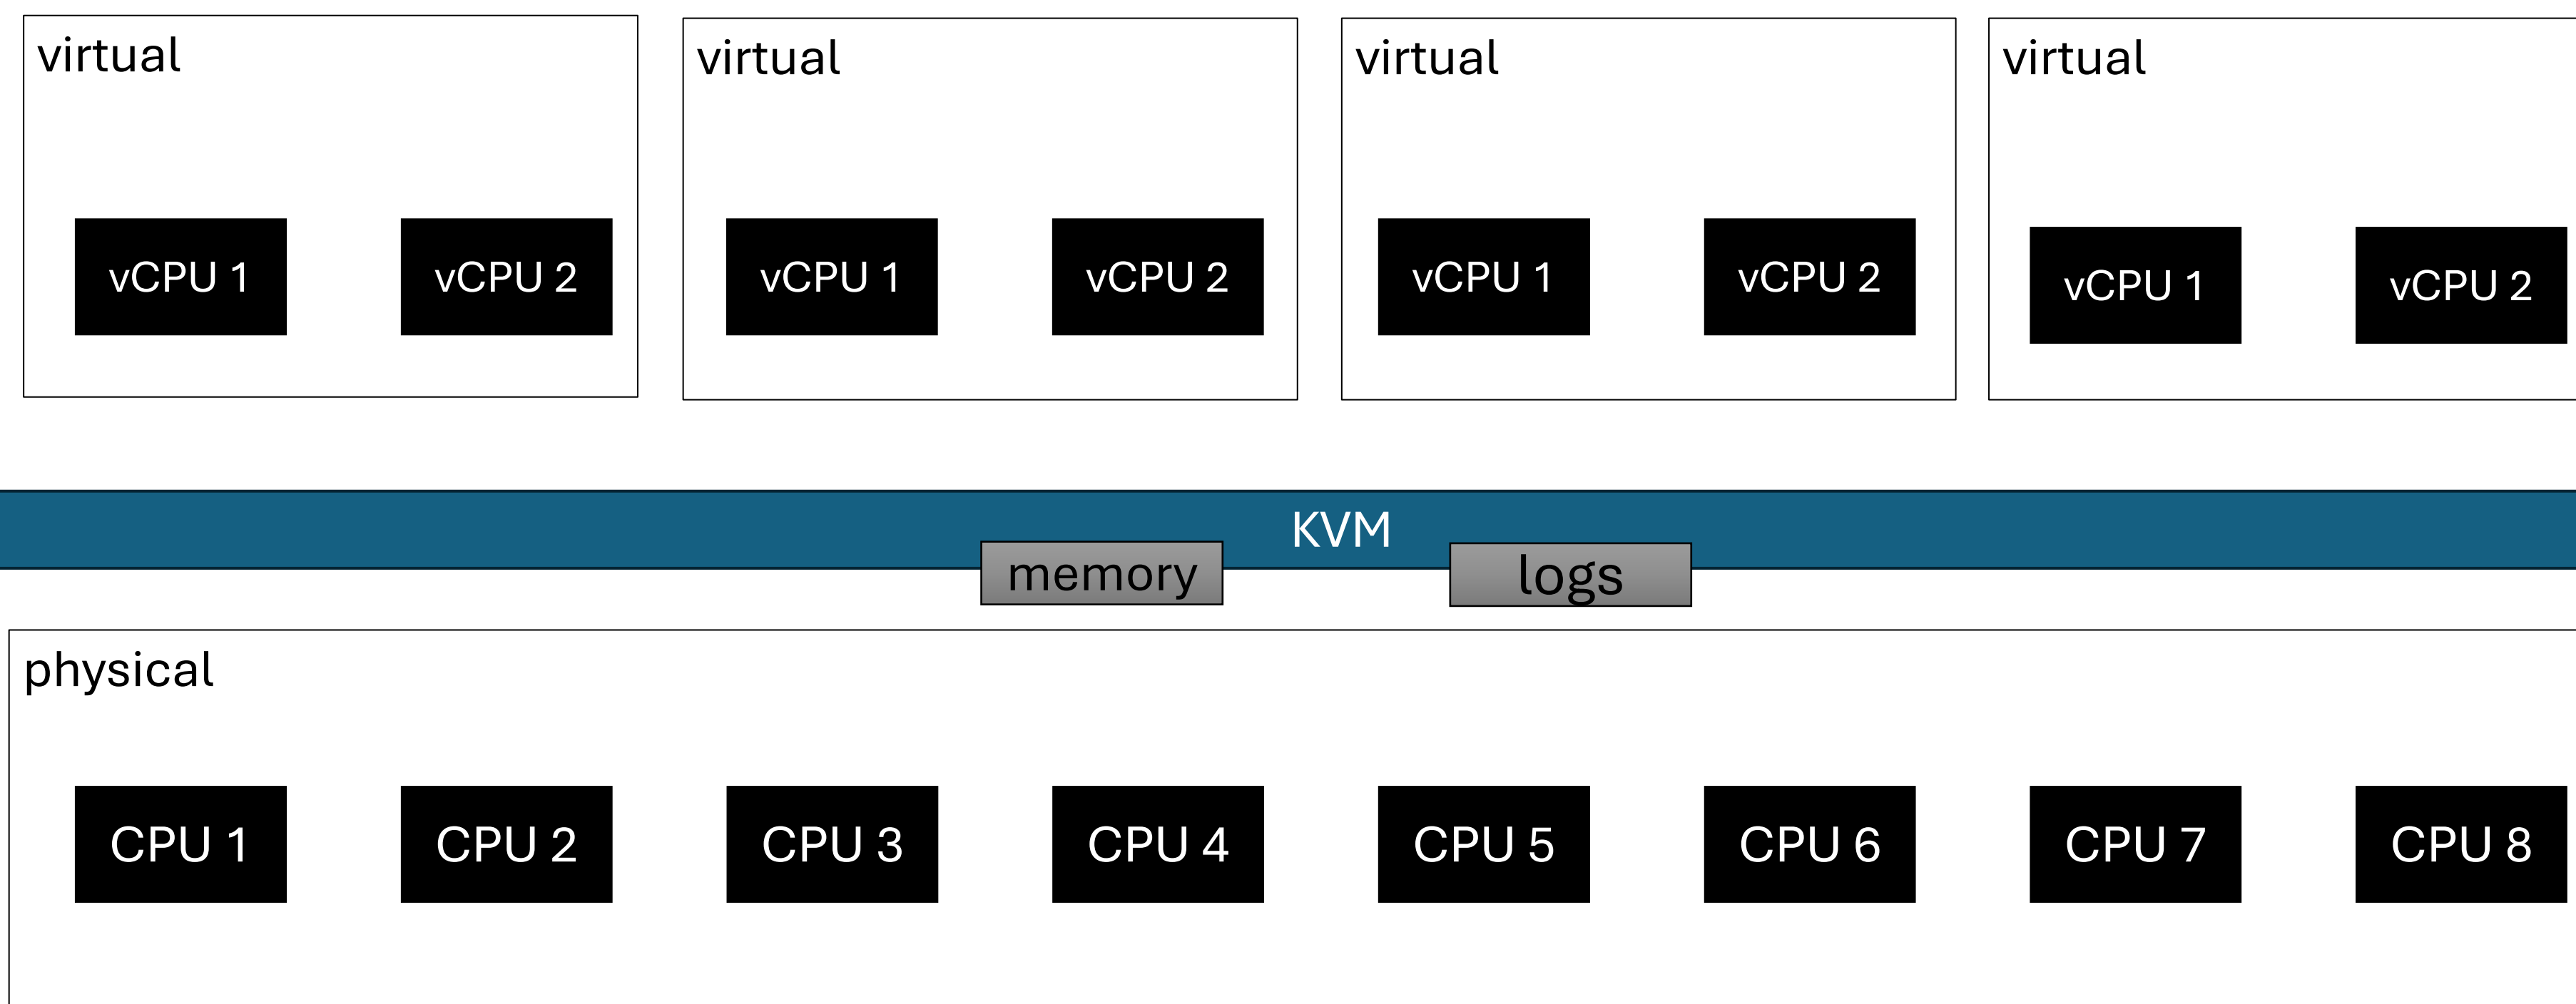 virtual
virtual
virtual
virtual
vCPU 1
vCPU 2
vCPU 1
vCPU 2
vCPU 1
vCPU 2
vCPU 1
vCPU 2
KVM
memory
logs
physical
CPU 1
CPU 2
CPU 3
CPU 4
CPU 5
CPU 6
CPU 7
CPU 8